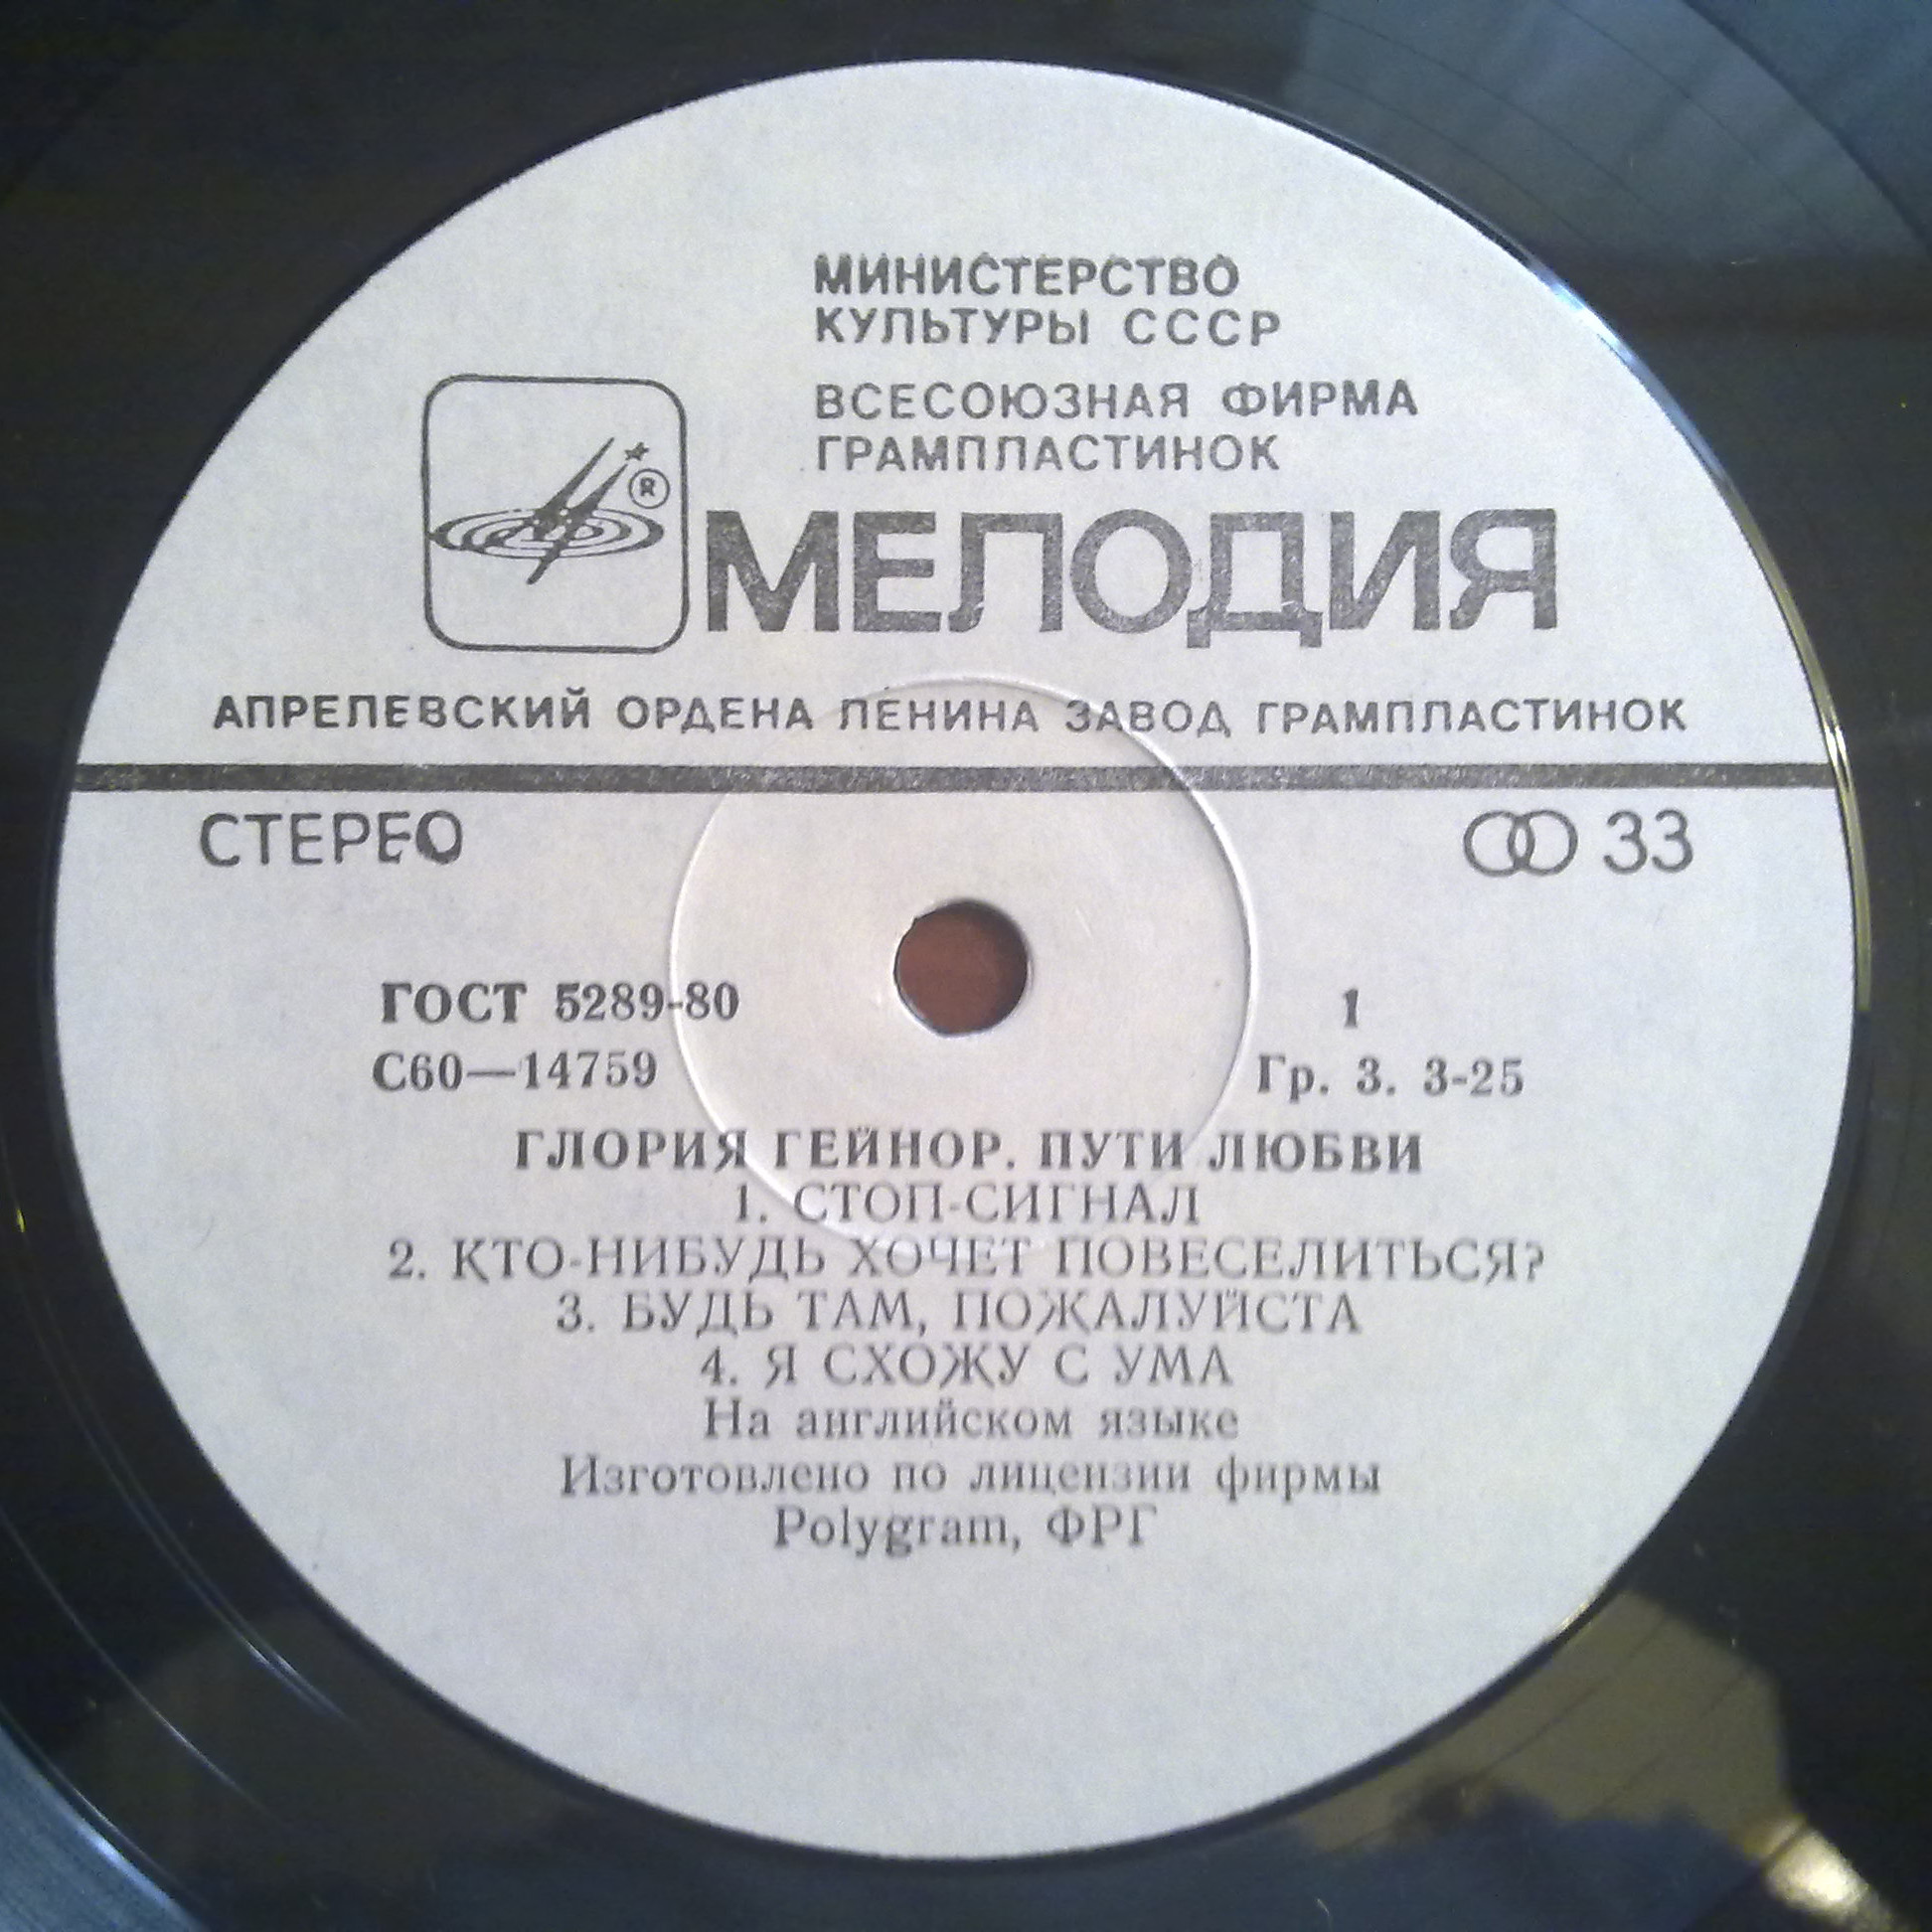 МИНИСТЕРСТВО
КУЛЬТУРЫ СССР
ВСЕСОЮЗНАЯ ФИРМА
ГРАМПЛАСТИНОК
®
МЕЛОДИЯ
АПРЕЛЕВСКИЙ ОРДЕНА ЛЕНИНА ЗАВОД ГРАМПЛАСТИНОК
СТЕРЕО 33
ГОСТ 5289-80 1
С60—14759 Гр. 3. 3-25
ГЛОРИЯ ГЕЙНОР. ПУТИ ЛЮБВИ
1. СТОП-СИГНАЛ
2. КТО-НИБУДЬ ХОЧЕТ ПОВЕСЕЛИТЬСЯ?
3. БУДЬ ТАМ, ПОЖАЛУЙСТА
4. Я СХОЖУ С УМА
На английском языке
Изготовлено по лицензии фирмы
Polygram, ФРГ